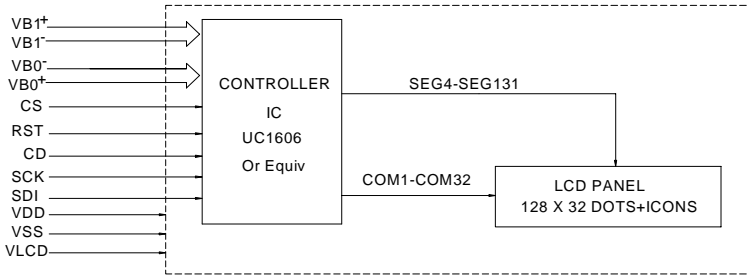 VB1+
VB1-
VB0-
VB0+
CS
RST
CD
SCK
SDI
VDD
VSS
VLCD
CONTROLLER
IC
UC1606
Or Equiv
SEG4-SEG131
COM1-COM32
LCD PANEL
128 X 32 DOTS+ICONS